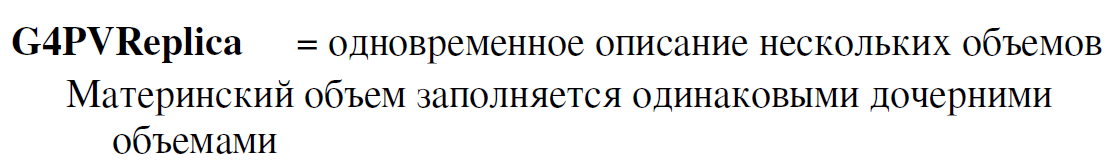 G4PVReplica = одновременное описание нескольких объемов
Материнский объем заполняется одинаковыми дочерними
объемами